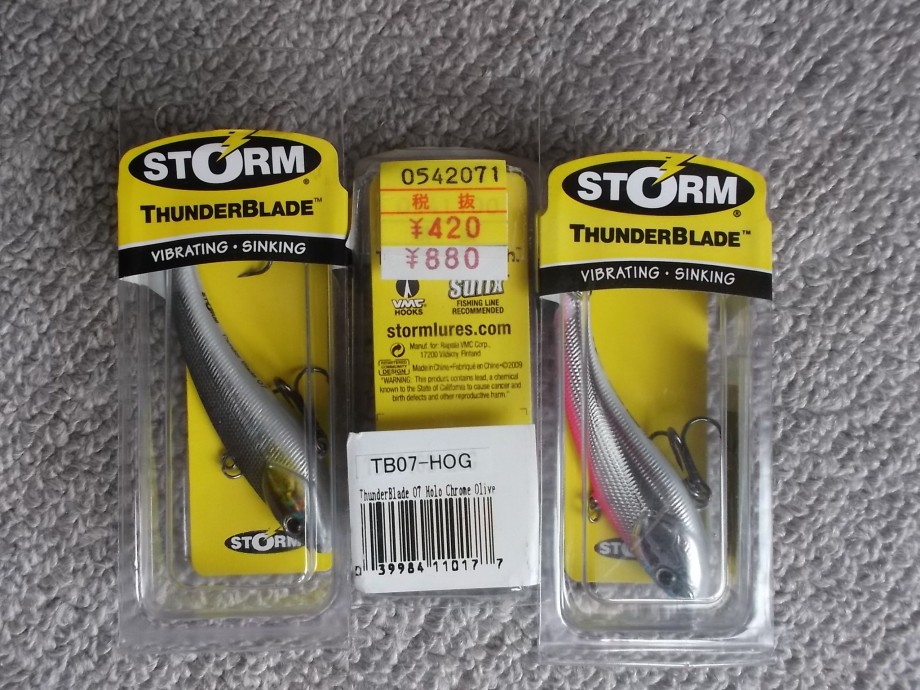 STORM®
THUNDERBLADE™
VIBRATING • SINKING
STORM
0542071
税 抜
¥420
¥880
VMC
HOOKS
Sufix
FISHING LINE
RECOMMENDED
stormlures.com
Manuf. for: Rapala VMC Corp.,
17200 Vääksy, Finland
REGISTERED
COMMUNITY
DESIGN
Made in China•Fabriqué en Chine•©2009
"WARNING: This product contains lead, a chemical
known to the State of California to cause cancer and
birth defects and other reproductive harm."
TB07-HOG
ThunderBlade 07 Holo Chrome Olive
0 39984 11017 7
STORM®
THUNDERBLADE™
VIBRATING • SINKING